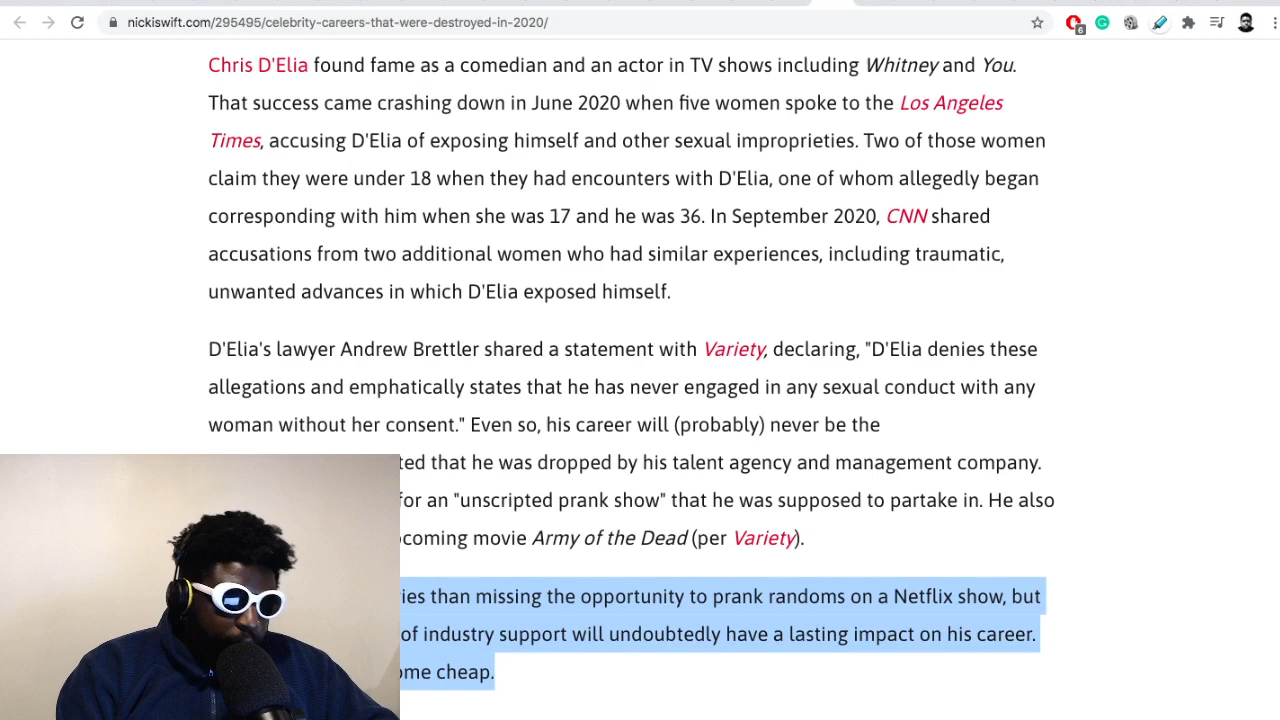 nickiswift.com/295495/celebrity-careers-that-were-destroyed-in-2020/
6
Chris D'Elia found fame as a comedian and an actor in TV shows including Whitney and You.
That success came crashing down in June 2020 when five women spoke to the Los Angeles
Times, accusing D'Elia of exposing himself and other sexual improprieties. Two of those women
claim they were under 18 when they had encounters with D'Elia, one of whom allegedly began
corresponding with him when she was 17 and he was 36. In September 2020, CNN shared
accusations from two additional women who had similar experiences, including traumatic,
unwanted advances in which D'Elia exposed himself.
D'Elia's lawyer Andrew Brettler shared a statement with Variety, declaring, "D'Elia denies these
allegations and emphatically states that he has never engaged in any sexual conduct with any
woman without her consent." Even so, his career will (probably) never be the
that he was dropped by his talent agency and management company.
for an "unscripted prank show" that he was supposed to partake in. He also
movie Army of the Dead (per Variety).
than missing the opportunity to prank randoms on a Netflix show, but
of industry support will undoubtedly have a lasting impact on his career.
cheap.